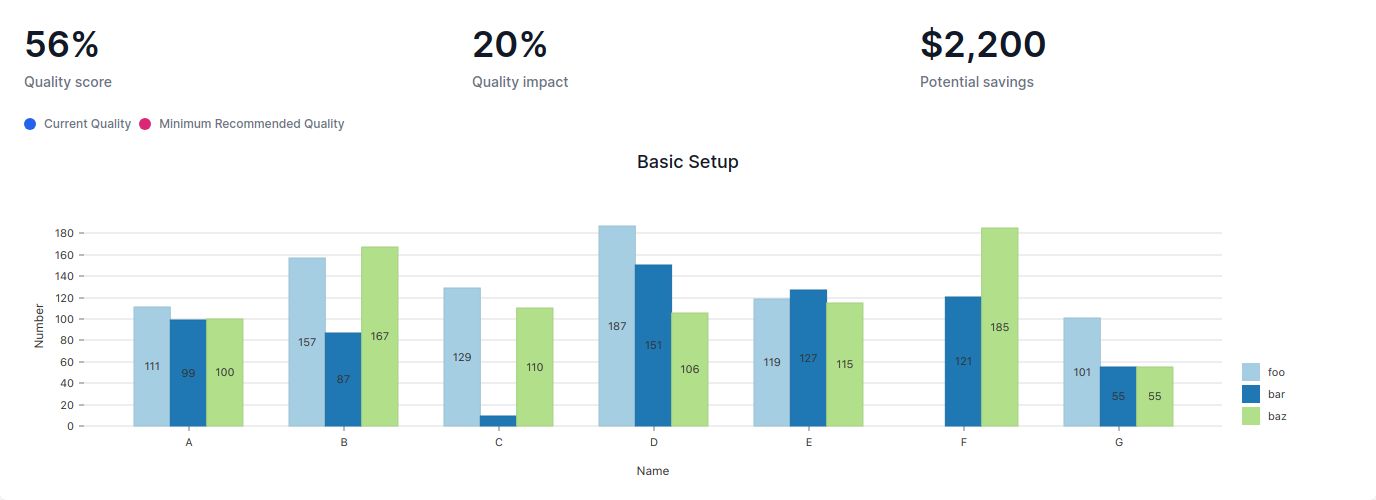 56% 20% $2,200
Quality score Quality impact Potential savings
Current Quality Minimum Recommended Quality
Basic Setup
180
160
140
120
100
80
60
40
20
0
Number
111 99 100
157 87 167
129 110
187 151 106
119 127 115
121 185
101 55 55
A B C D E F G
Name
foo
bar
baz